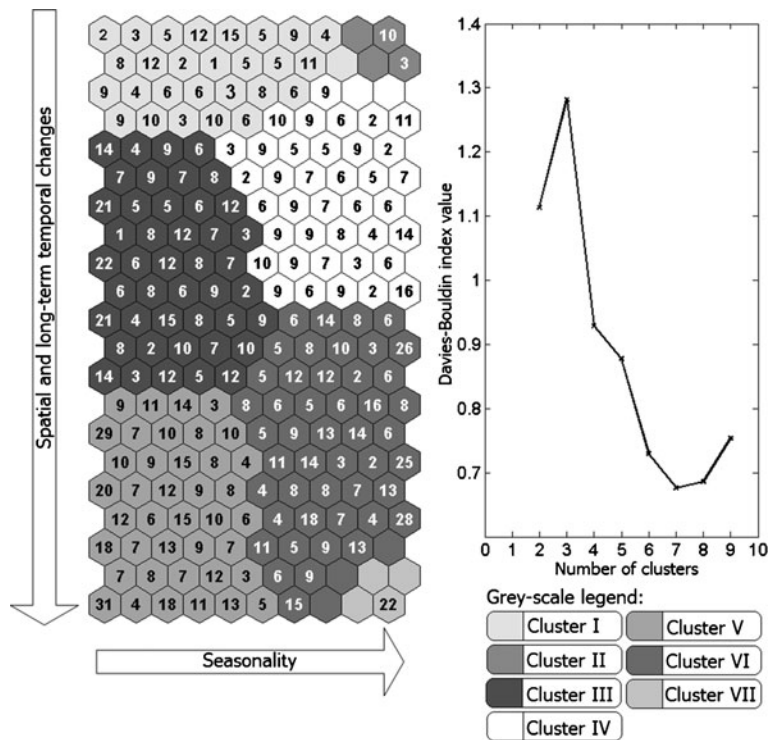 2 3 5 12 15 5 9 4 10
8 12 2 1 5 5 11 3
9 4 6 6 3 8 6 9
9 10 3 10 6 10 9 6 2 11
14 4 9 6 3 9 5 5 9 2
7 9 7 8 2 9 7 6 5 7
21 5 5 6 12 6 9 7 6 6
1 8 12 7 3 9 9 8 4 14
22 6 12 8 7 10 9 7 3 6
6 8 6 9 2 9 6 9 2 16
21 4 15 8 5 9 6 14 8 6
8 2 10 7 10 5 8 10 3 26
14 3 12 5 12 5 12 12 2 6
9 11 14 3 8 6 5 6 16 8
29 7 10 8 10 5 9 13 14 6
10 9 15 8 4 11 14 3 2 25
20 7 12 9 8 4 8 8 7 13
12 6 15 10 6 4 18 7 4 28
18 7 13 9 7 11 5 9 13
7 8 7 12 3 6 9
31 4 18 11 13 5 15 22
Spatial and long-term temporal changes
Seasonality
Davies-Bouldin index value
1.4
1.3
1.2
1.1
1
0.9
0.8
0.7
0 1 2 3 4 5 6 7 8 9 10
Number of clusters
Grey-scale legend:
Cluster I
Cluster II
Cluster III
Cluster IV
Cluster V
Cluster VI
Cluster VII